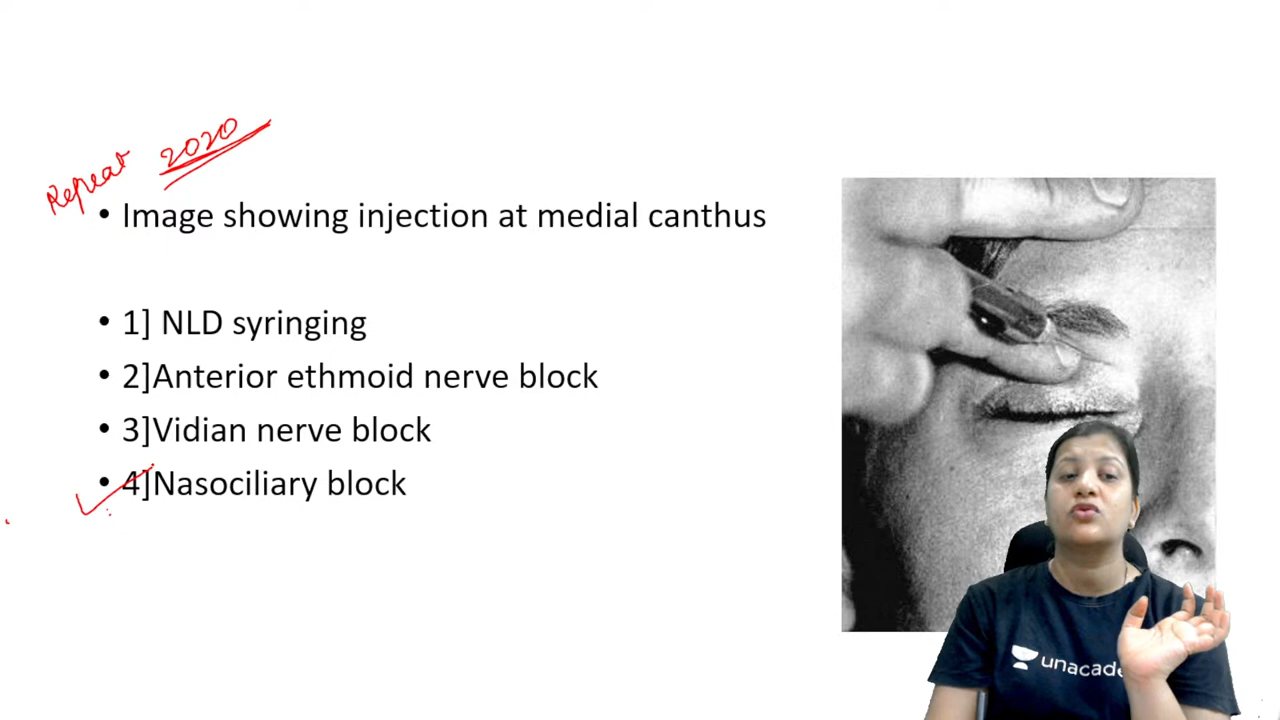 Repeat 2020
• Image showing injection at medial canthus
• 1] NLD syringing
• 2]Anterior ethmoid nerve block
• 3]Vidian nerve block
• 4]Nasociliary block